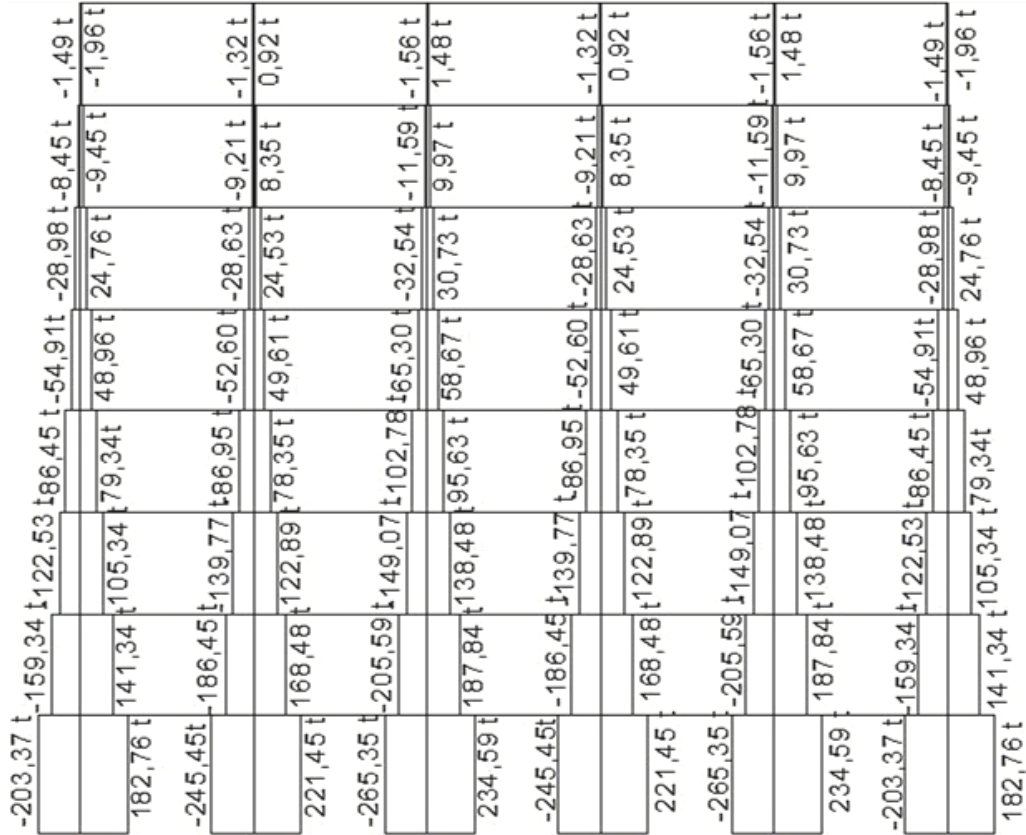 -1,49 t
-1,96 t
-1,32 t
0,92 t
-1,56 t
1,48 t
-1,32 t
0,92 t
-1,56 t
1,48 t
-1,49 t
-1,96 t
-8,45 t
-9,45 t
-9,21 t
8,35 t
-11,59 t
9,97 t
-9,21 t
8,35 t
-11,59 t
9,97 t
-8,45 t
-9,45 t
-28,98 t
24,76 t
-28,63 t
24,53 t
-32,54 t
30,73 t
-28,63 t
24,53 t
-32,54 t
30,73 t
-28,98 t
24,76 t
-54,91t
48,96 t
-52,60 t
49,61 t
-65,30 t
58,67 t
-52,60 t
49,61 t
-65,30 t
58,67 t
-54,91t
48,96 t
-86,45 t
79,34t
-86,95 t
78,35 t
-102,78 t
95,63 t
-86,95 t
78,35 t
-102,78 t
95,63 t
-86,45 t
79,34t
-122,53 t
105,34 t
-139,77 t
122,89 t
-149,07 t
138,48 t
-139,77 t
122,89 t
-149,07 t
138,48 t
-122,53 t
105,34 t
-159,34 t
141,34 t
-186,45 t
168,48 t
-205,59 t
187,84 t
-186,45 t
168,48 t
-205,59 t
187,84 t
-159,34 t
141,34 t
-203,37 t
182,76 t
-245,45t
221,45 t
-265,35 t
234,59 t
-245,45t
221,45
-265,35
234,59
-203,37 t
182,76 t